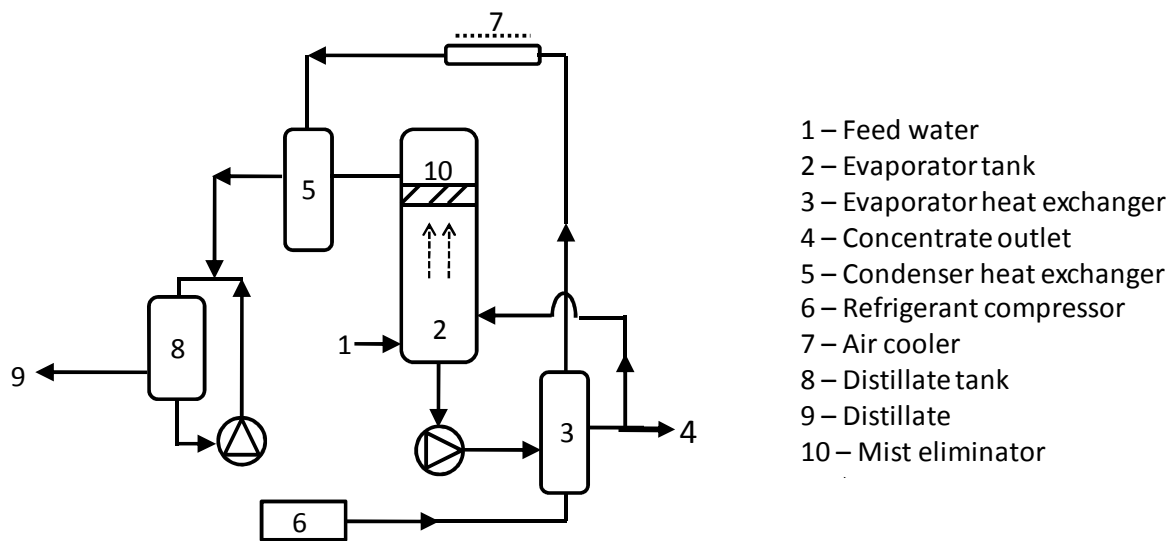 7
5
10
8
1
2
9
3
4
6
1 – Feed water
2 – Evaporator tank
3 – Evaporator heat exchanger
4 – Concentrate outlet
5 – Condenser heat exchanger
6 – Refrigerant compressor
7 – Air cooler
8 – Distillate tank
9 – Distillate
10 – Mist eliminator